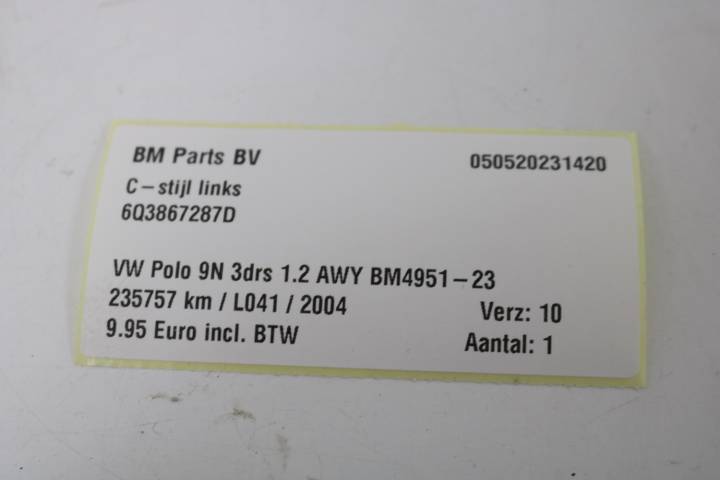 BM Parts BV 050520231420
C-stijl links
6Q3867287D
VW Polo 9N 3drs 1.2 AWY BM4951-23
235757 km / L041 / 2004 Verz: 10
9.95 Euro incl. BTW Aantal: 1